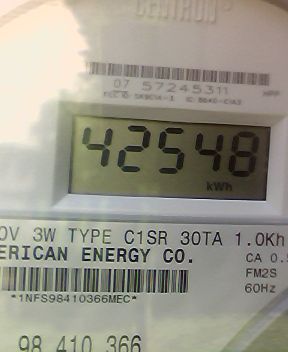 CENTRON
07 57245311
42548
kWh
0V 3W TYPE C1SR 30TA 1.0Kh
ERICAN ENERGY CO.
CA 0.5
FM2S
60Hz
*1NFS98410366MEC*
98 410 366